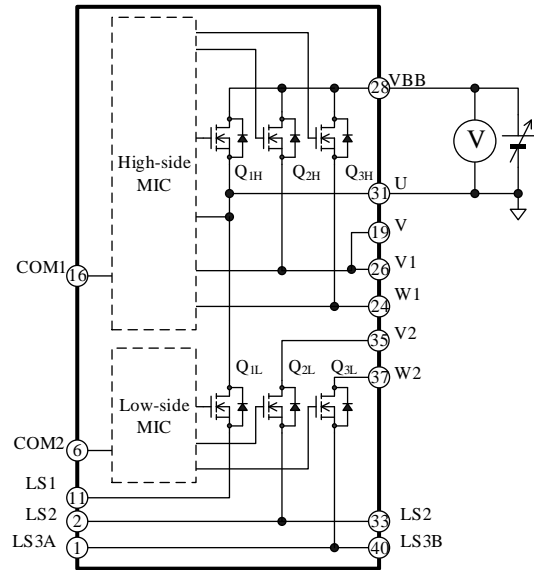 28 VBB
V
High-side
MIC
Q1H
Q2H
Q3H
31 U
19 V
COM1
16
26 V1
24 W1
35 V2
Q1L
Q2L
Q3L
37 W2
Low-side
MIC
COM2
6
LS1
11
LS2
2
33 LS2
LS3A
1
40 LS3B